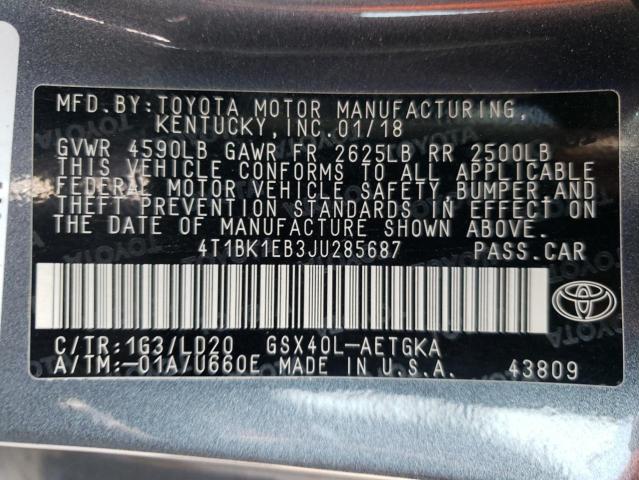 MFD. BY: TOYOTA MOTOR MANUFACTURING,
KENTUCKY, INC. 01/18
GVWR 4590LB GAWR FR 2625LB RR 2500LB
THIS VEHICLE CONFORMS TO ALL APPLICABLE
FEDERAL MOTOR VEHICLE SAFETY, BUMPER AND
THEFT PREVENTION STANDARDS IN EFFECT ON
THE DATE OF MANUFACTURE SHOWN ABOVE.
4T1BK1EB3JU285687 PASS. CAR
C/TR: 1G3/LD20 GSX40L-AETGKA
A/TM: -01A/U660E MADE IN U.S.A. 43809